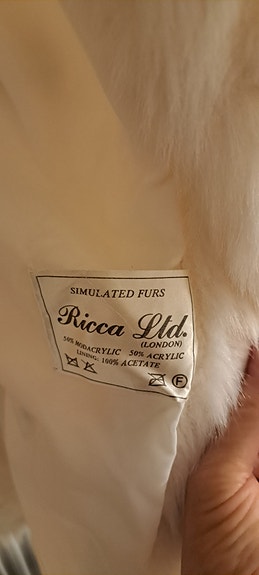 SIMULATED FURS
Ricca Ltd.
(LONDON)
50% MODACRYLIC 50% ACRYLIC
LINING: 100% ACETATE
F